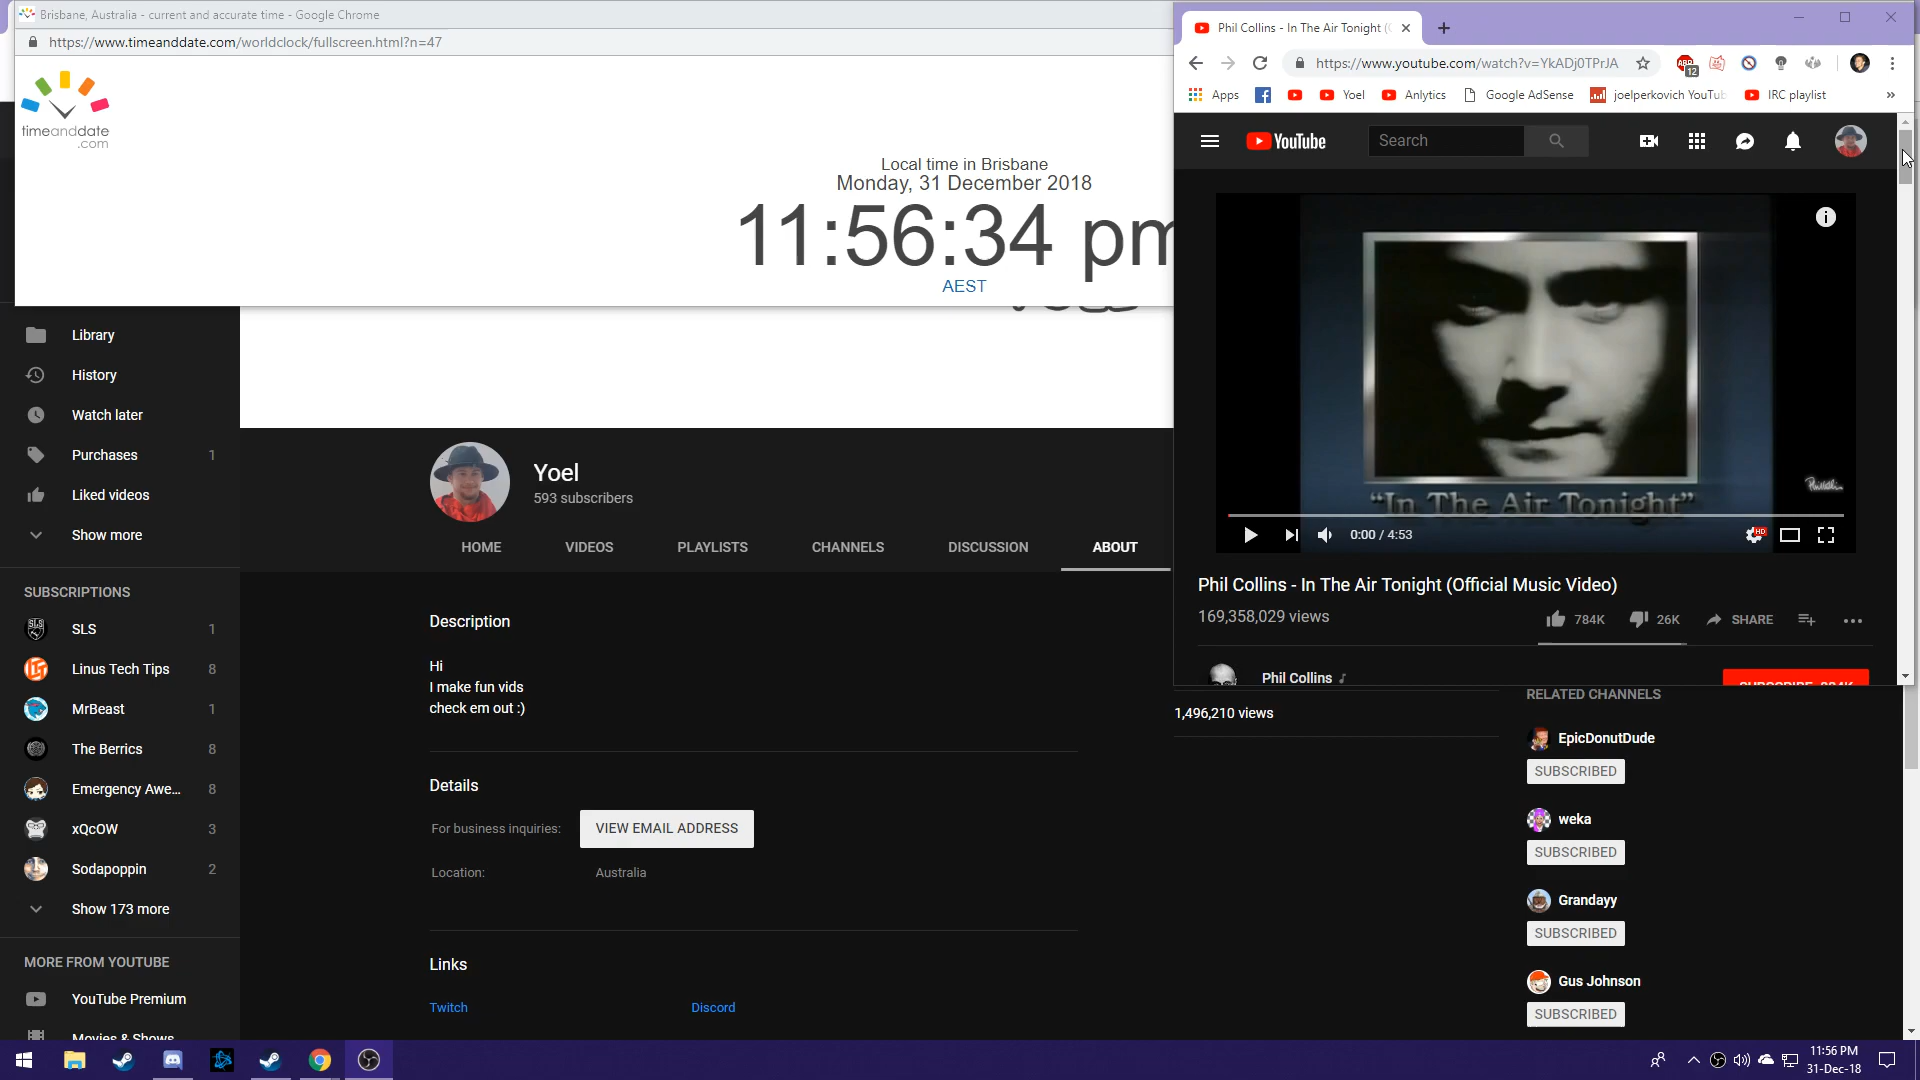 Brisbane, Australia - current and accurate time - Google Chrome
https://www.timeanddate.com/worldclock/fullscreen.html?n=47
timeanddate
.com
Local time in Brisbane
Monday, 31 December 2018
11:56:34 pm
AEST
Phil Collins - In The Air Tonight (
https://www.youtube.com/watch?v=YkADj0TPrJA
ABP
12
Apps
Yoel
Anlytics
Google AdSense
joelperkovich YouTu
IRC playlist
»
YouTube
Search
"In The Air Tonight"
0:00 / 4:53
HD
Phil Collins - In The Air Tonight (Official Music Video)
169,358,029 views
784K
26K
SHARE
Phil Collins
Library
History
Watch later
Purchases 1
Liked videos
Show more
SUBSCRIPTIONS
SLS 1
Linus Tech Tips 8
MrBeast 1
The Berrics 8
Emergency Awe... 8
xQcOW 3
Sodapoppin 2
Show 173 more
MORE FROM YOUTUBE
YouTube Premium
Movies & Shows
Yoel
593 subscribers
HOME VIDEOS PLAYLISTS CHANNELS DISCUSSION ABOUT
Description
Hi
I make fun vids
check em out :)
Details
For business inquiries: VIEW EMAIL ADDRESS
Location: Australia
Links
Twitch Discord
1,496,210 views
RELATED CHANNELS
EpicDonutDude
SUBSCRIBED
weka
SUBSCRIBED
Grandayy
SUBSCRIBED
Gus Johnson
SUBSCRIBED
11:56 PM
31-Dec-18